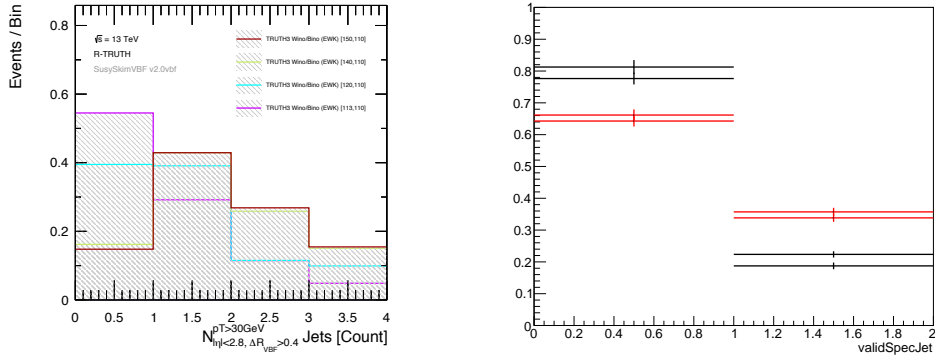 Events / Bin
0.8
0.6
0.4
0.2
0
√s = 13 TeV
R-TRUTH
SusySkimVBF v2.0vbf
TRUTH3 Wino/Bino (EWK) [150,110]
TRUTH3 Wino/Bino (EWK) [140,110]
TRUTH3 Wino/Bino (EWK) [120,110]
TRUTH3 Wino/Bino (EWK) [113,110]
0 0.5 1 1.5 2 2.5 3 3.5 4
N pT>30GeV |η|<2.8, ΔR VBF >0.4 Jets [Count]
1
0.9
0.8
0.7
0.6
0.5
0.4
0.3
0.2
0.1
0
0 0.2 0.4 0.6 0.8 1 1.2 1.4 1.6 1.8 2
validSpecJet